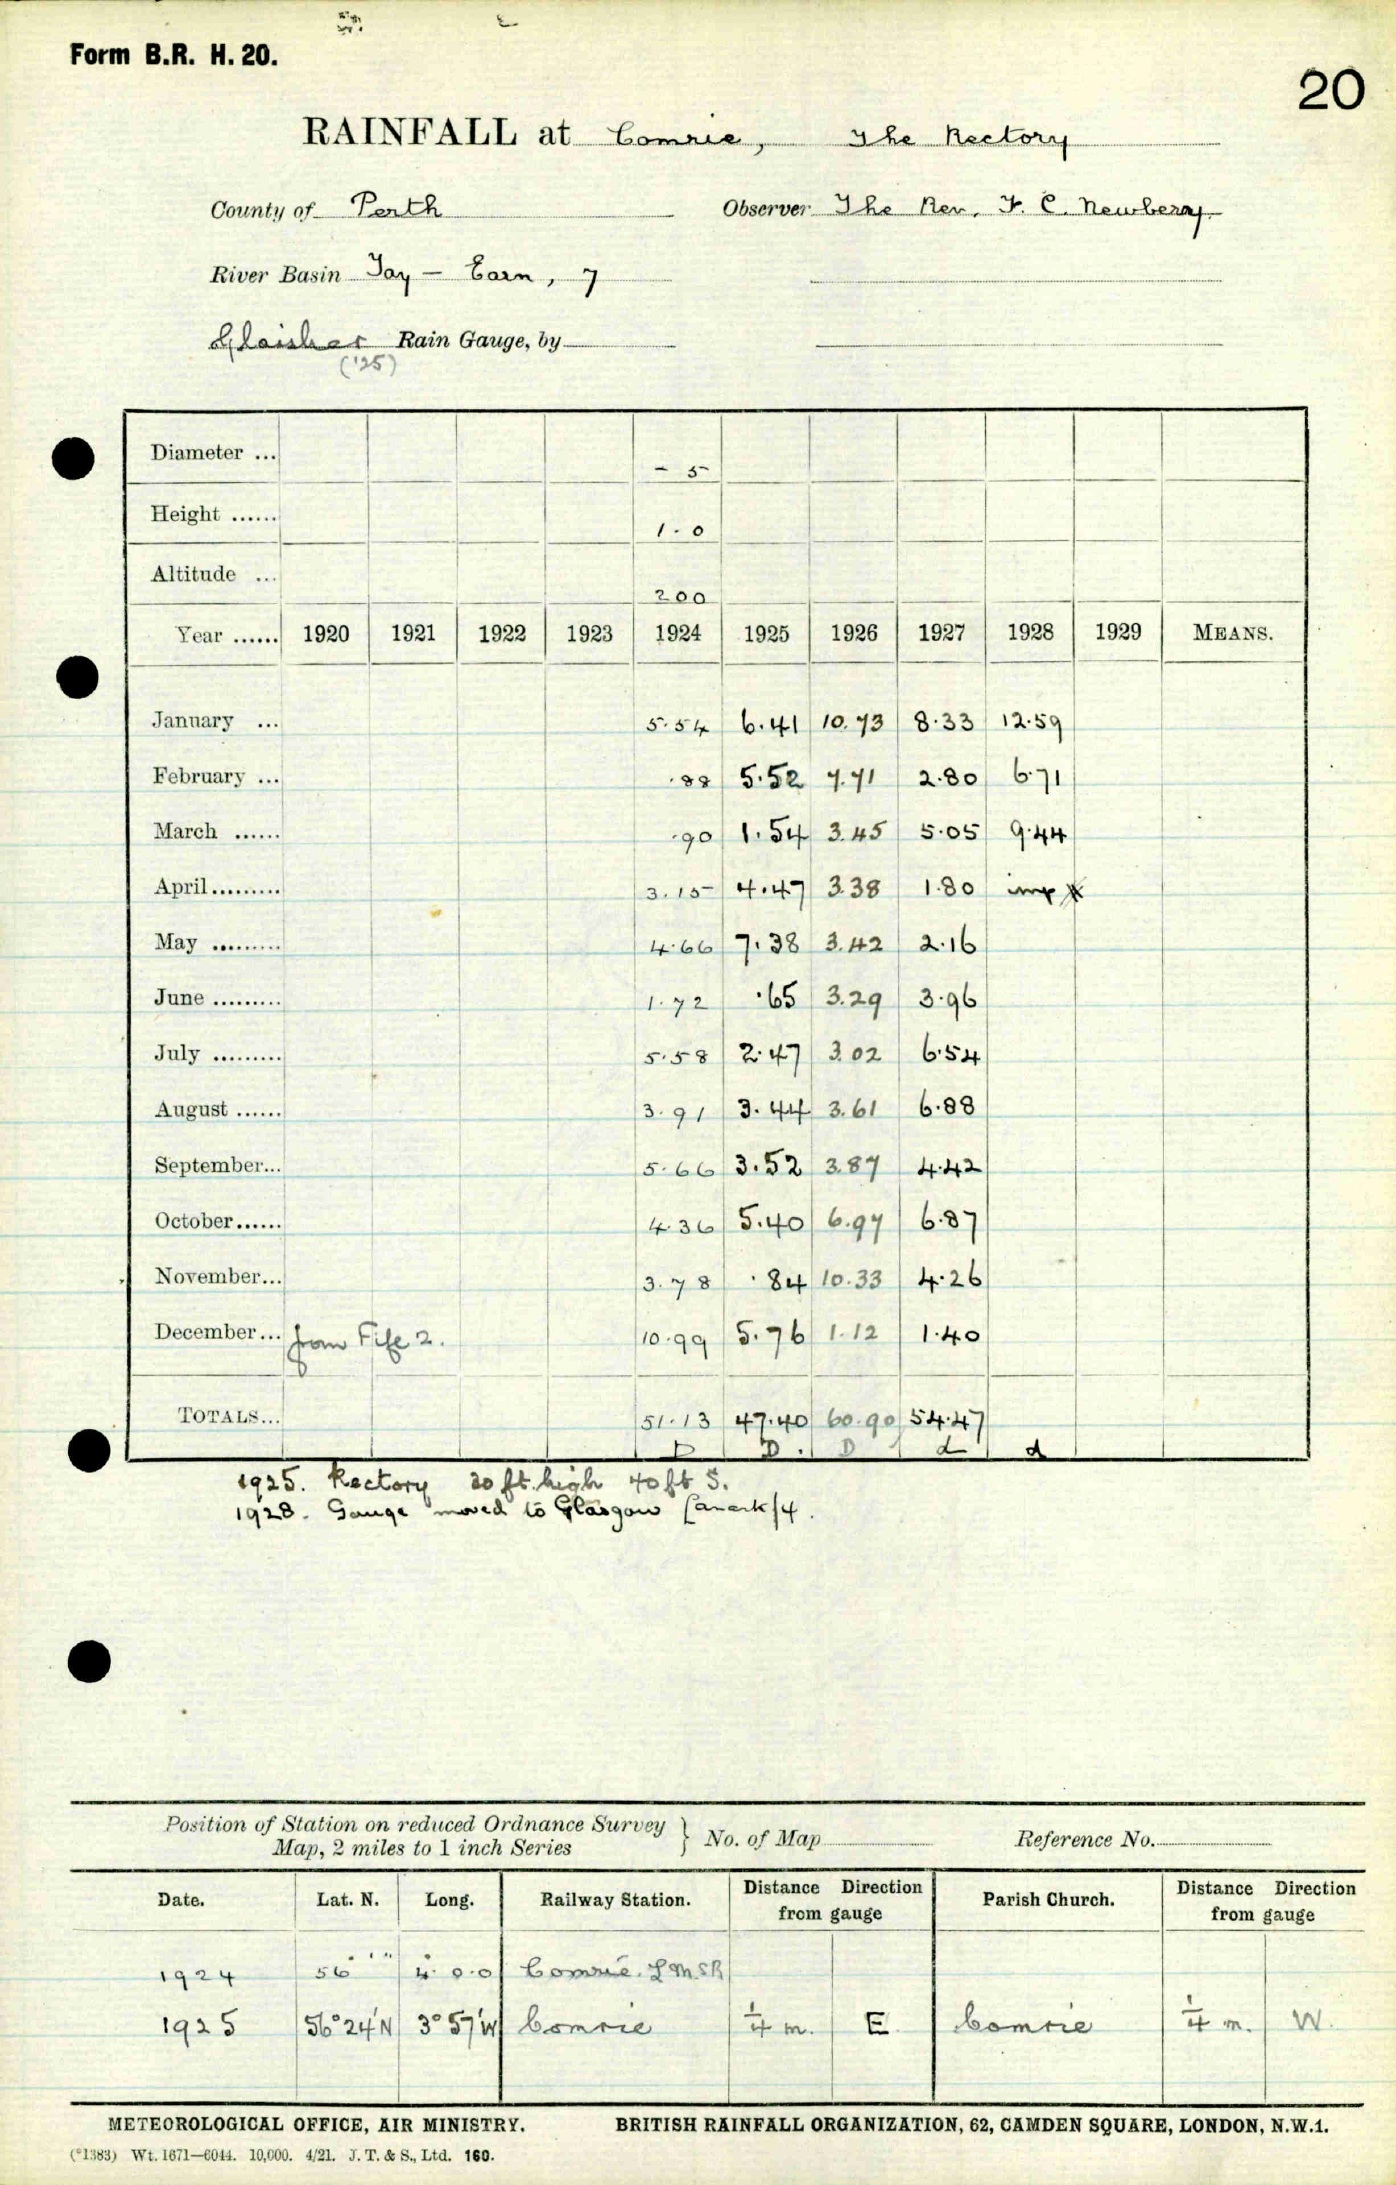 Form B.R. H. 20.
20
RAINFALL at Comrie, The Rectory
County of Perth Observer The Rev. F. C. Newberry.
River Basin Tay - Earn, 7
Glaisher Rain Gauge, by
('25)
Diameter ... - 5
Height ...... 1.0
Altitude ... 200
Year ...... 1920 1921 1922 1923 1924 1925 1926 1927 1928 1929 MEANS.
January ... 5.54 6.41 10.73 8.33 12.59
February ... .88 5.52 7.71 2.80 6.71
March ...... .90 1.54 3.45 5.05 9.44
April......... 3.15 4.47 3.38 1.80 imp
May ......... 4.66 7.38 3.42 2.16
June ......... 1.72 .65 3.29 3.96
July ......... 5.58 2.47 3.02 6.54
August ...... 3.91 3.44 3.61 6.88
September... 5.66 3.52 3.87 4.42
October...... 4.36 5.40 6.97 6.87
November... 3.78 .84 10.33 4.26
December... from Fife 2. 10.99 5.76 1.12 1.40
TOTALS... 51.13 47.40 60.90 54.47
D D. D d d
1925. Rectory 20 ft. high 40 ft S.
1928. Gauge moved to Glasgow Lanark/4.
Position of Station on reduced Ordnance Survey
Map, 2 miles to 1 inch Series } No. of Map Reference No.
Date. Lat. N. Long. Railway Station. Distance Direction from gauge Parish Church. Distance Direction from gauge
1924 56° ' " 4° 0 0 Comrie. LMSR
1925 56° 24'N 3° 57'W Comrie 1/4 m. E Comrie 1/4 m. W.
METEOROLOGICAL OFFICE, AIR MINISTRY. BRITISH RAINFALL ORGANIZATION, 62, CAMDEN SQUARE, LONDON, N.W.1.
(*1383) Wt. 1671—6044. 10,000. 4/21. J. T. & S., Ltd. 160.